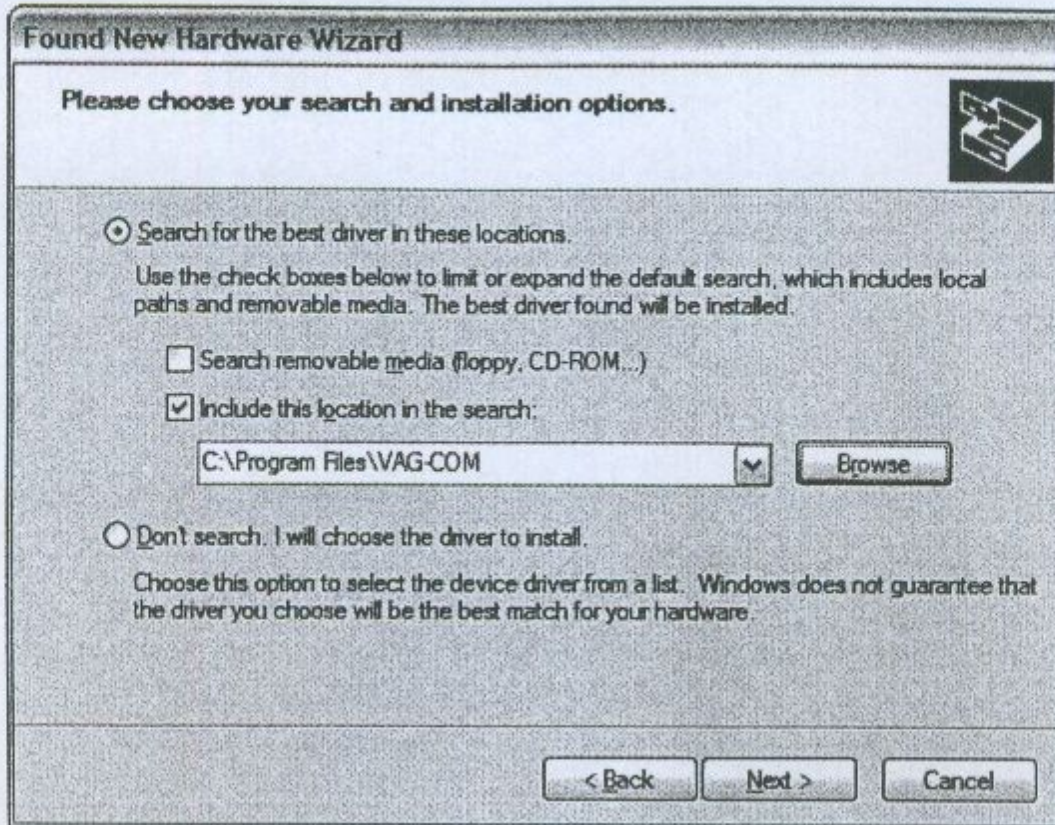 Found New Hardware Wizard
Please choose your search and installation options.
Search for the best driver in these locations.
Use the check boxes below to limit or expand the default search, which includes local
paths and removable media. The best driver found will be installed.
Search removable media (floppy, CD-ROM...)
Include this location in the search:
C:\Program Files\VAG-COM
Browse
Don't search. I will choose the driver to install.
Choose this option to select the device driver from a list. Windows does not guarantee that
the driver you choose will be the best match for your hardware.
< Back
Next >
Cancel